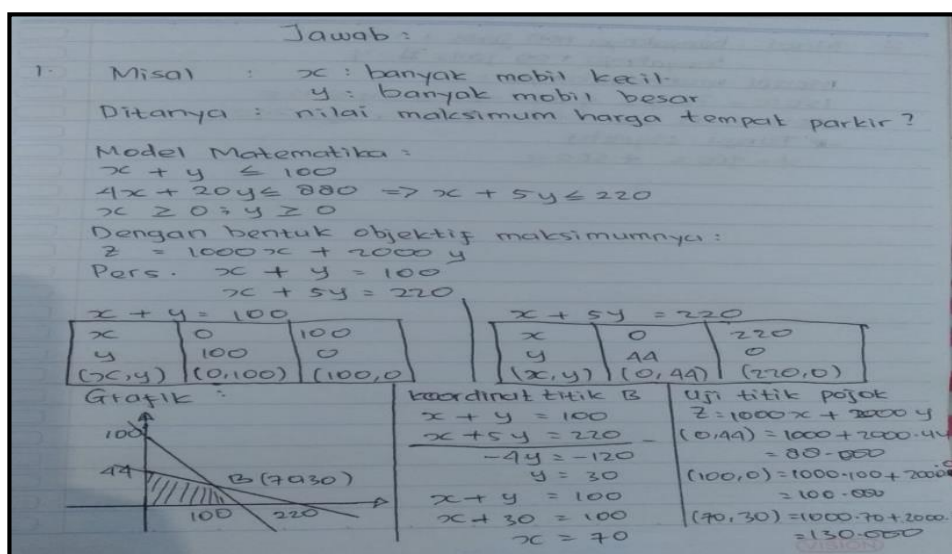 Jawab :
1. Misal : x : banyak mobil kecil.
y : banyak mobil besar
Ditanya : nilai maksimum harga tempat parkir ?
Model Matematika :
x + y ≤ 100
4x + 20y ≤ 880 => x + 5y ≤ 220
x ≥ 0 ; y ≥ 0
Dengan bentuk objektif maksimumnya :
Z = 1000x + 2000y
Pers. x + y = 100
x + 5y = 220
x + y = 100
x 0 100
y 100 0
(x,y) (0,100) (100,0
x + 5y = 220
x 0 220
y 44 0
(x,y) (0,44) (220,0)
Grafik :
100
44
B (7930)
100 220
koordinat titik B
x + y = 100
x + 5y = 220 -
-4y = -120
y = 30
x + y = 100
x + 30 = 100
x = 70
Uji titik pojok
Z = 1000x + 2000y
(0,44) = 1000 + 2000.44
= 88.000
(100,0) = 1000.100 + 2000.0
= 100.000
(70,30) = 1000.70 + 2000.
= 130.000